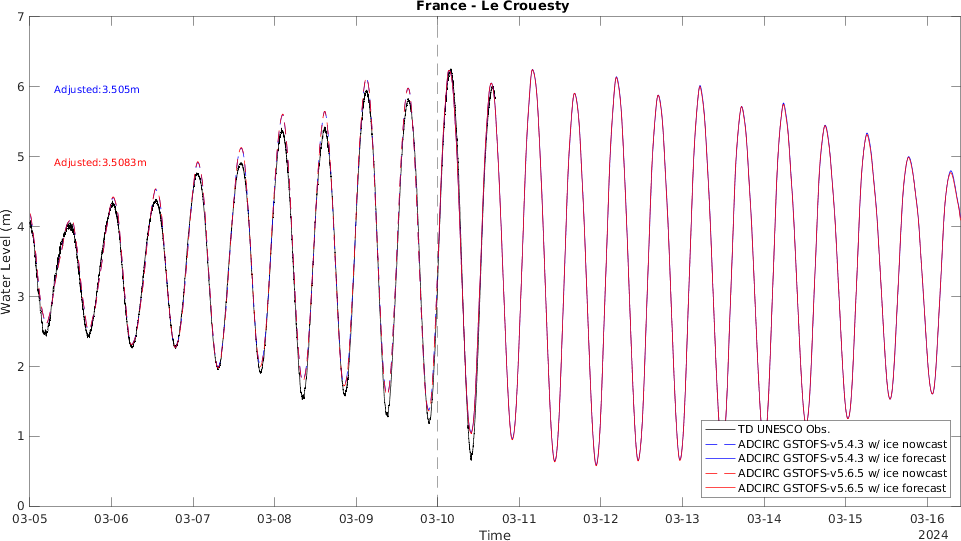 France - Le Crouesty
7
6
5
4
3
2
1
0
Water Level (m)
Adjusted:3.505m
Adjusted:3.5083m
TD UNESCO Obs.
ADCIRC GSTOFS-v5.4.3 w/ ice nowcast
ADCIRC GSTOFS-v5.4.3 w/ ice forecast
ADCIRC GSTOFS-v5.6.5 w/ ice nowcast
ADCIRC GSTOFS-v5.6.5 w/ ice forecast
03-05 03-06 03-07 03-08 03-09 03-10 03-11 03-12 03-13 03-14 03-15 03-16
Time
2024